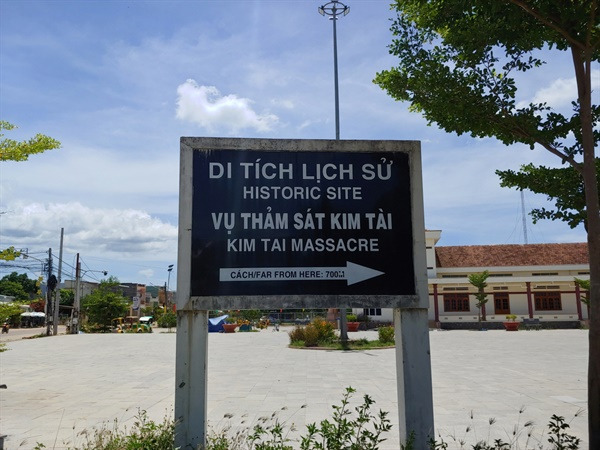 DI TÍCH LỊCH SỬ
HISTORIC SITE
VỤ THẢM SÁT KIM TÀI
KIM TAI MASSACRE
CÁCH/FAR FROM HERE: 700M